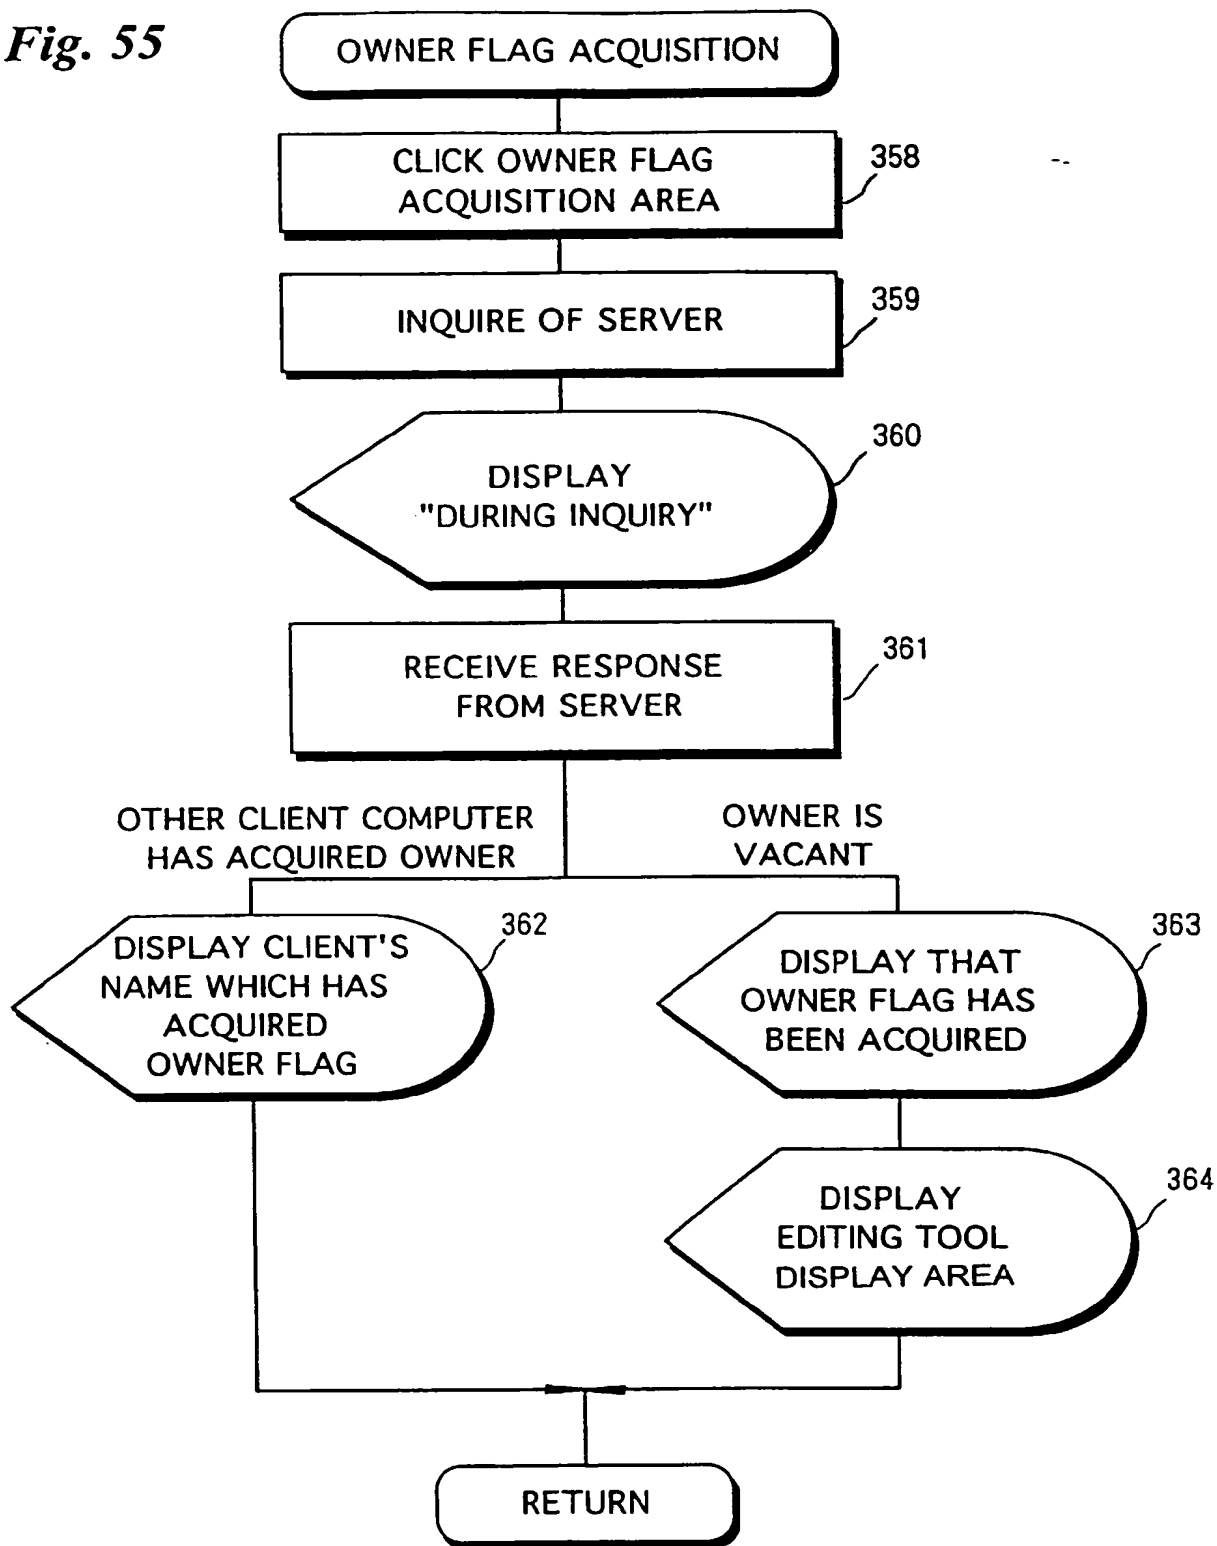 Fig. 55
OWNER FLAG ACQUISITION
CLICK OWNER FLAG
ACQUISITION AREA
358
INQUIRE OF SERVER
359
DISPLAY
"DURING INQUIRY"
360
RECEIVE RESPONSE
FROM SERVER
361
OTHER CLIENT COMPUTER
HAS ACQUIRED OWNER
OWNER IS
VACANT
DISPLAY CLIENT'S
NAME WHICH HAS
ACQUIRED
OWNER FLAG
362
DISPLAY THAT
OWNER FLAG HAS
BEEN ACQUIRED
363
DISPLAY
EDITING TOOL
DISPLAY AREA
364
RETURN